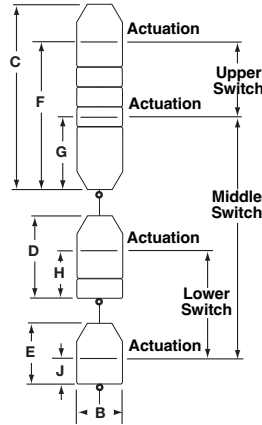 Actuation
C
F
Upper
Switch
Actuation
G
Middle
Switch
D
Actuation
H
Lower
Switch
E
Actuation
J
B